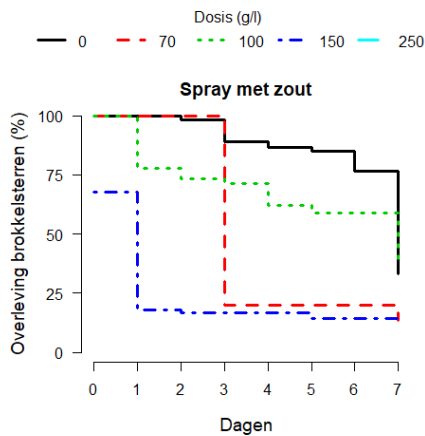 Dosis (g/l)
0 70 100 150 250
Spray met zout
Overleving brokkelsterren (%)
100
75
50
25
0
0 1 2 3 4 5 6 7
Dagen